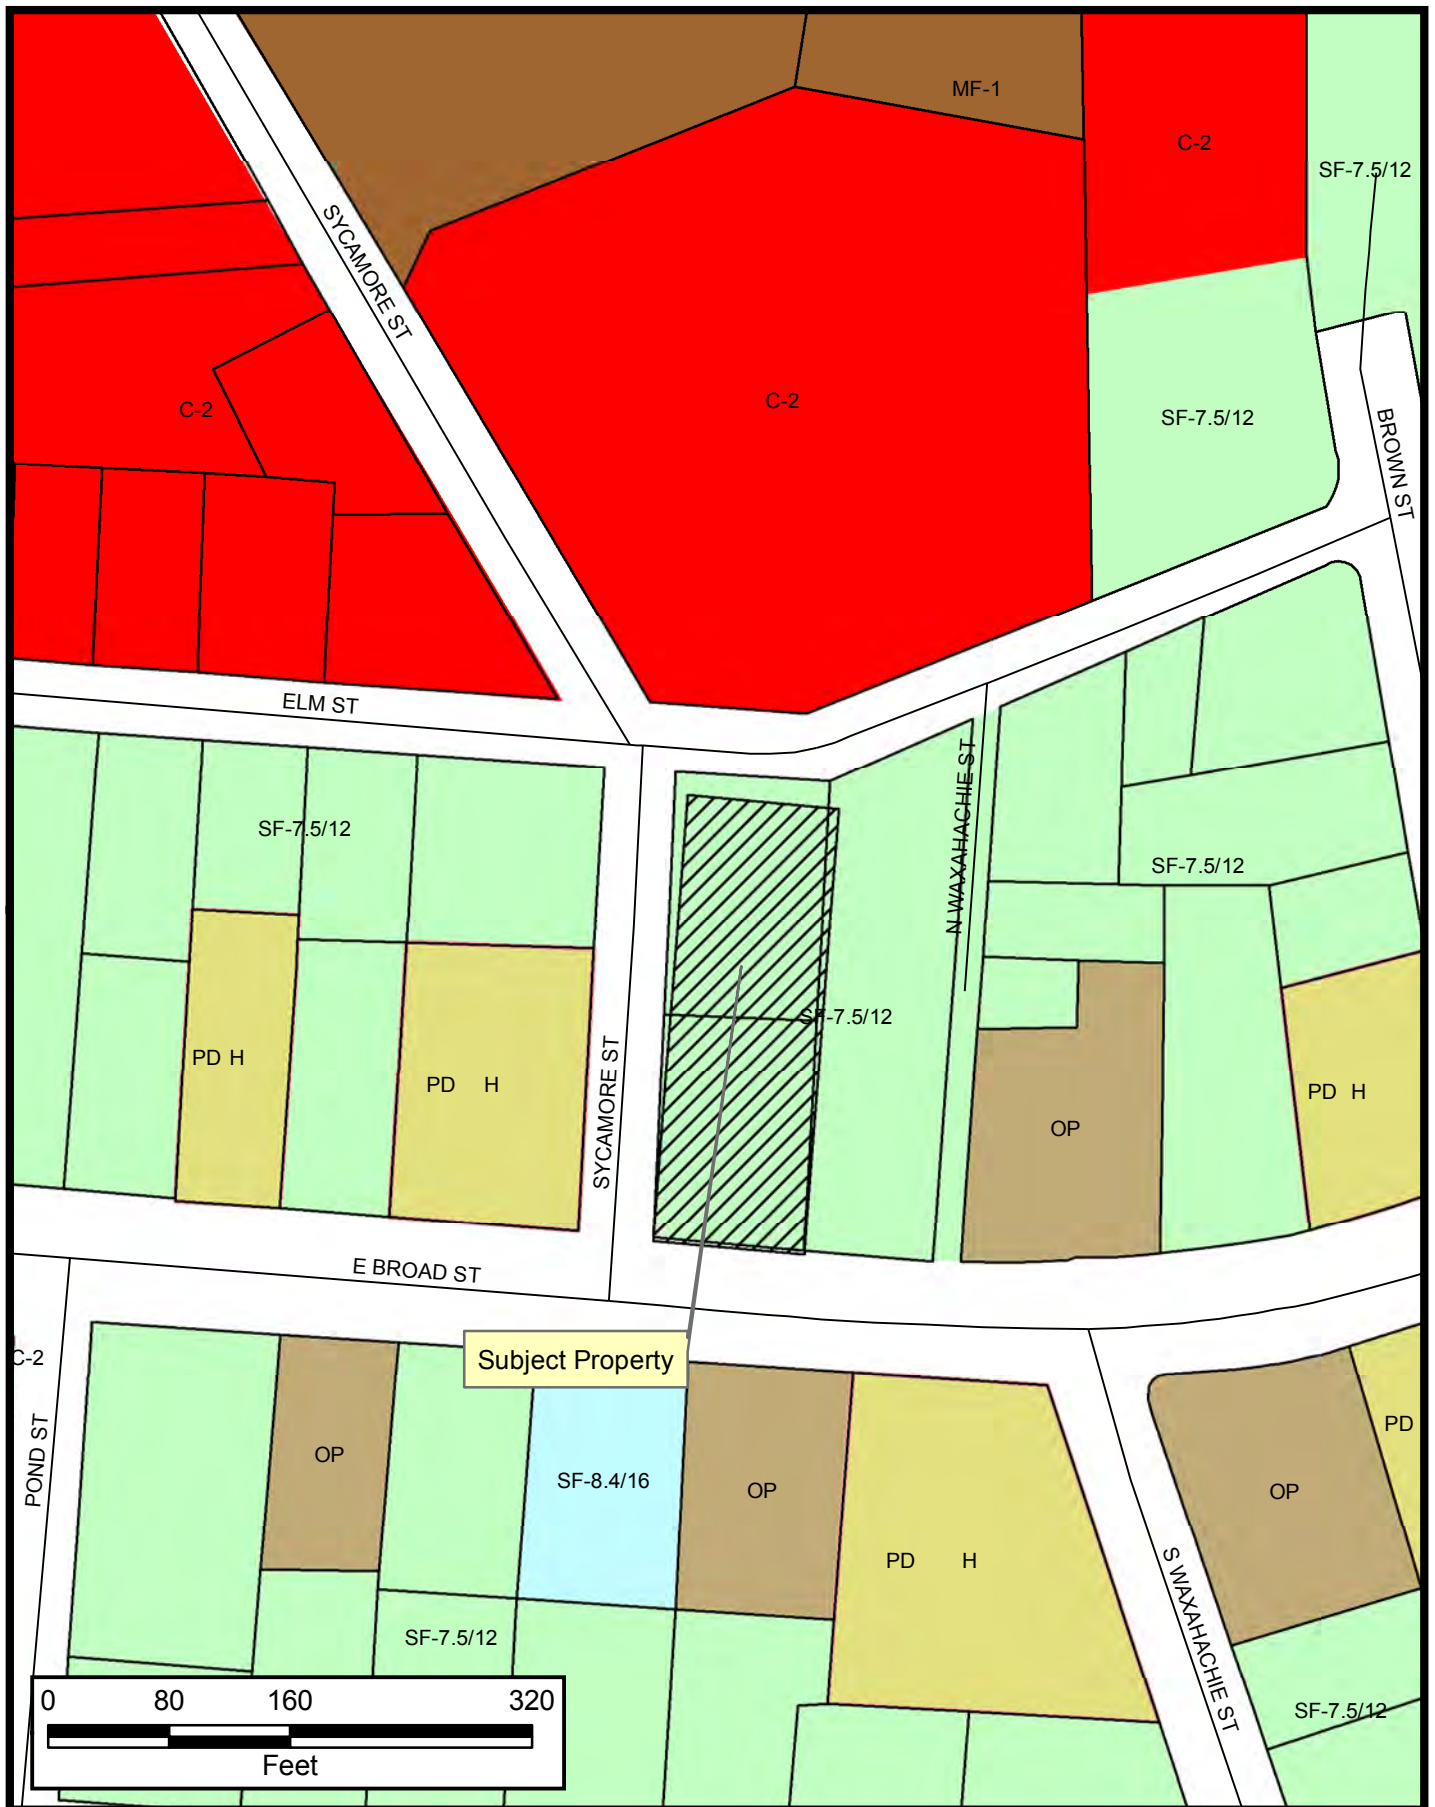 MF-1
C-2
SF-7.5/12
SYCAMORE ST
C-2
C-2
SF-7.5/12
BROWN ST
ELM ST
SF-7.5/12
N WAXAHACHIE ST
SF-7.5/12
SF-7.5/12
PD H
PD H
SYCAMORE ST
OP
PD H
E BROAD ST
C-2
Subject Property
POND ST
OP
SF-8.4/16
OP
PD H
OP
PD
SF-7.5/12
S WAXAHACHIE ST
SF-7.5/12
0 80 160 320
Feet